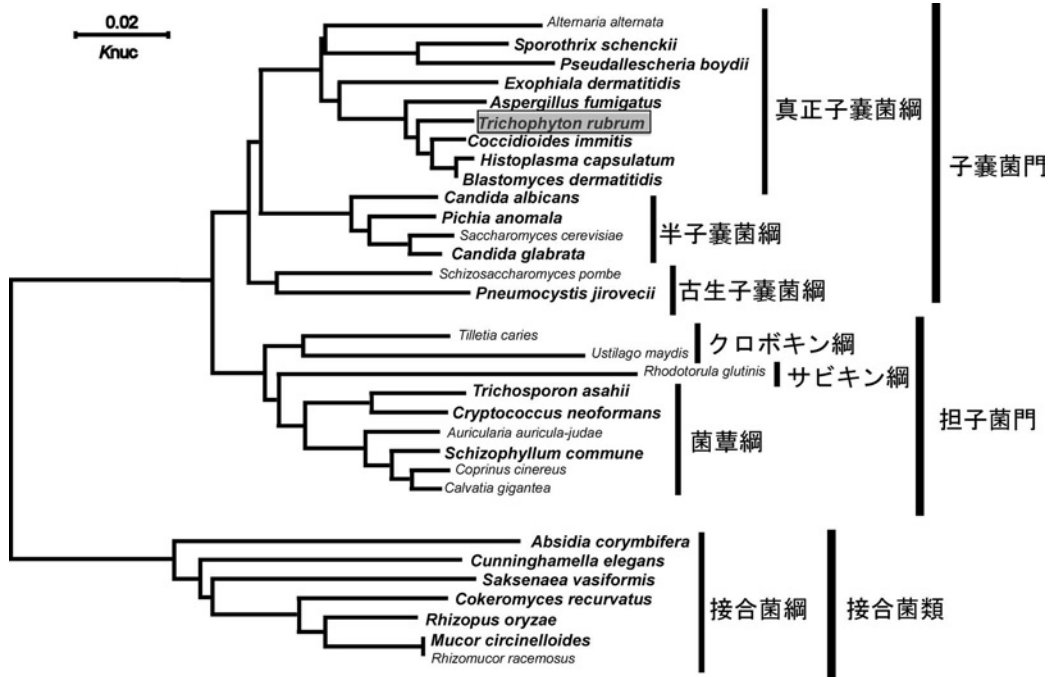 0.02
Knuc
Alternaria alternata
Sporothrix schenckii
Pseudallescheria boydii
Exophiala dermatitidis
Aspergillus fumigatus
Trichophyton rubrum
Coccidioides immitis
Histoplasma capsulatum
Blastomyces dermatitidis
真正子嚢菌綱
Candida albicans
Pichia anomala
Saccharomyces cerevisiae
Candida glabrata
半子嚢菌綱
Schizosaccharomyces pombe
Pneumocystis jirovecii
古生子嚢菌綱
子嚢菌門
Tilletia caries
Ustilago maydis
クロボキン綱
Rhodotorula glutinis
サビキン綱
Trichosporon asahii
Cryptococcus neoformans
Auricularia auricula-judae
Schizophyllum commune
Coprinus cinereus
Calvatia gigantea
菌蕈綱
担子菌門
Absidia corymbifera
Cunninghamella elegans
Saksenaea vasiformis
Cokeromyces recurvatus
Rhizopus oryzae
Mucor circinelloides
Rhizomucor racemosus
接合菌綱
接合菌類